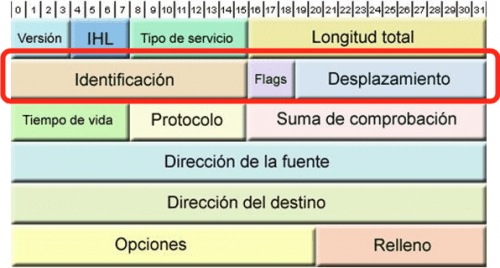 0 1 2 3 4 5 6 7 8 9 10 11 12 13 14 15 16 17 18 19 20 21 22 23 24 25 26 27 28 29 30 31
Versión IHL Tipo de servicio Longitud total
Identificación Flags Desplazamiento
Tiempo de vida Protocolo Suma de comprobación
Dirección de la fuente
Dirección del destino
Opciones Relleno